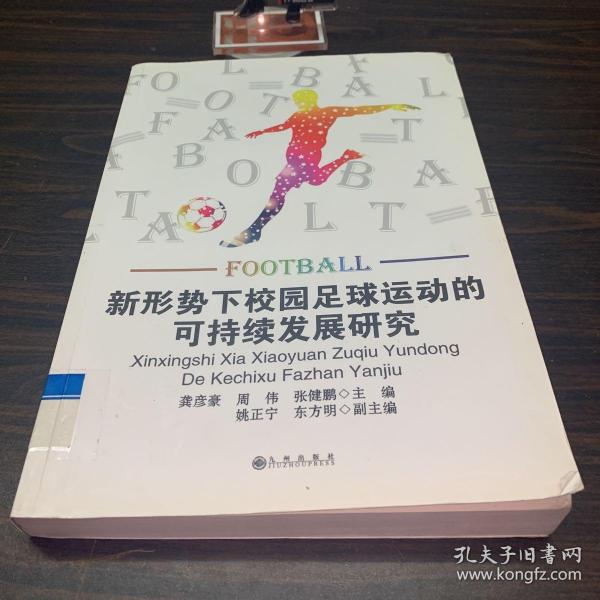 FOOTBALL
新形势下校园足球运动的
可持续发展研究
Xinxingshi Xia Xiaoyuan Zuqiu Yundong
De Kechixu Fazhan Yanjiu
龚彦豪 周伟 张健鹏◇主编
姚正宁 东方明◇副主编
九州出版社
JIUZHOUPRESS
孔夫子旧书网
www.kongfz.com